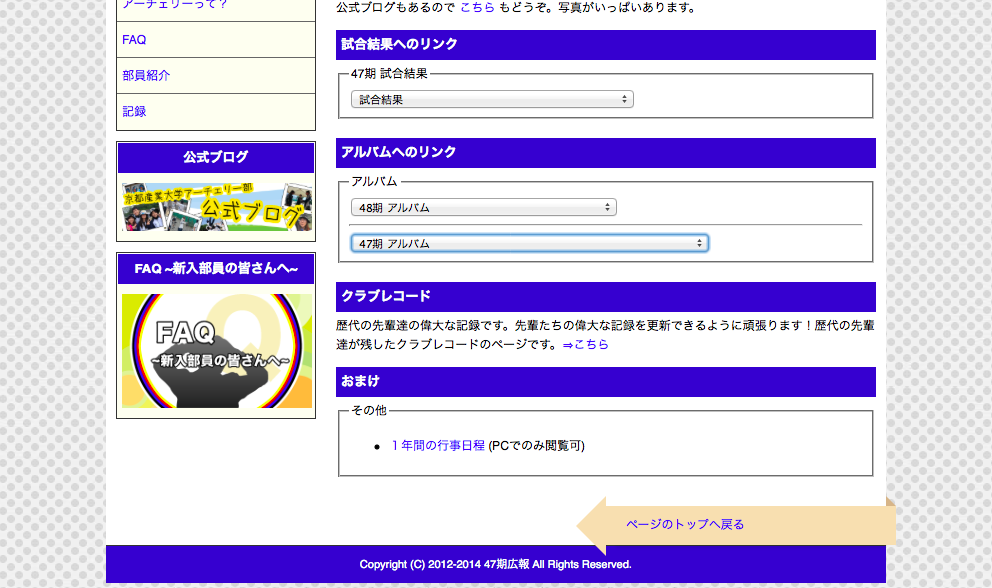 アーチェリーって？
FAQ
部員紹介
記録
公式ブログ
京都産業大学アーチェリー部
公式ブログ
FAQ ~新入部員の皆さんへ~
FAQ
~新入部員の皆さんへ~
公式ブログもあるので こちら もどうぞ。写真がいっぱいあります。
試合結果へのリンク
47期 試合結果
試合結果
アルバムへのリンク
アルバム
48期 アルバム
47期 アルバム
クラブレコード
歴代の先輩達の偉大な記録です。先輩たちの偉大な記録を更新できるように頑張ります！歴代の先輩
達が残したクラブレコードのページです。⇒こちら
おまけ
その他
１年間の行事日程 (PCでのみ閲覧可)
ページのトップへ戻る
Copyright (C) 2012-2014 47期広報 All Rights Reserved.